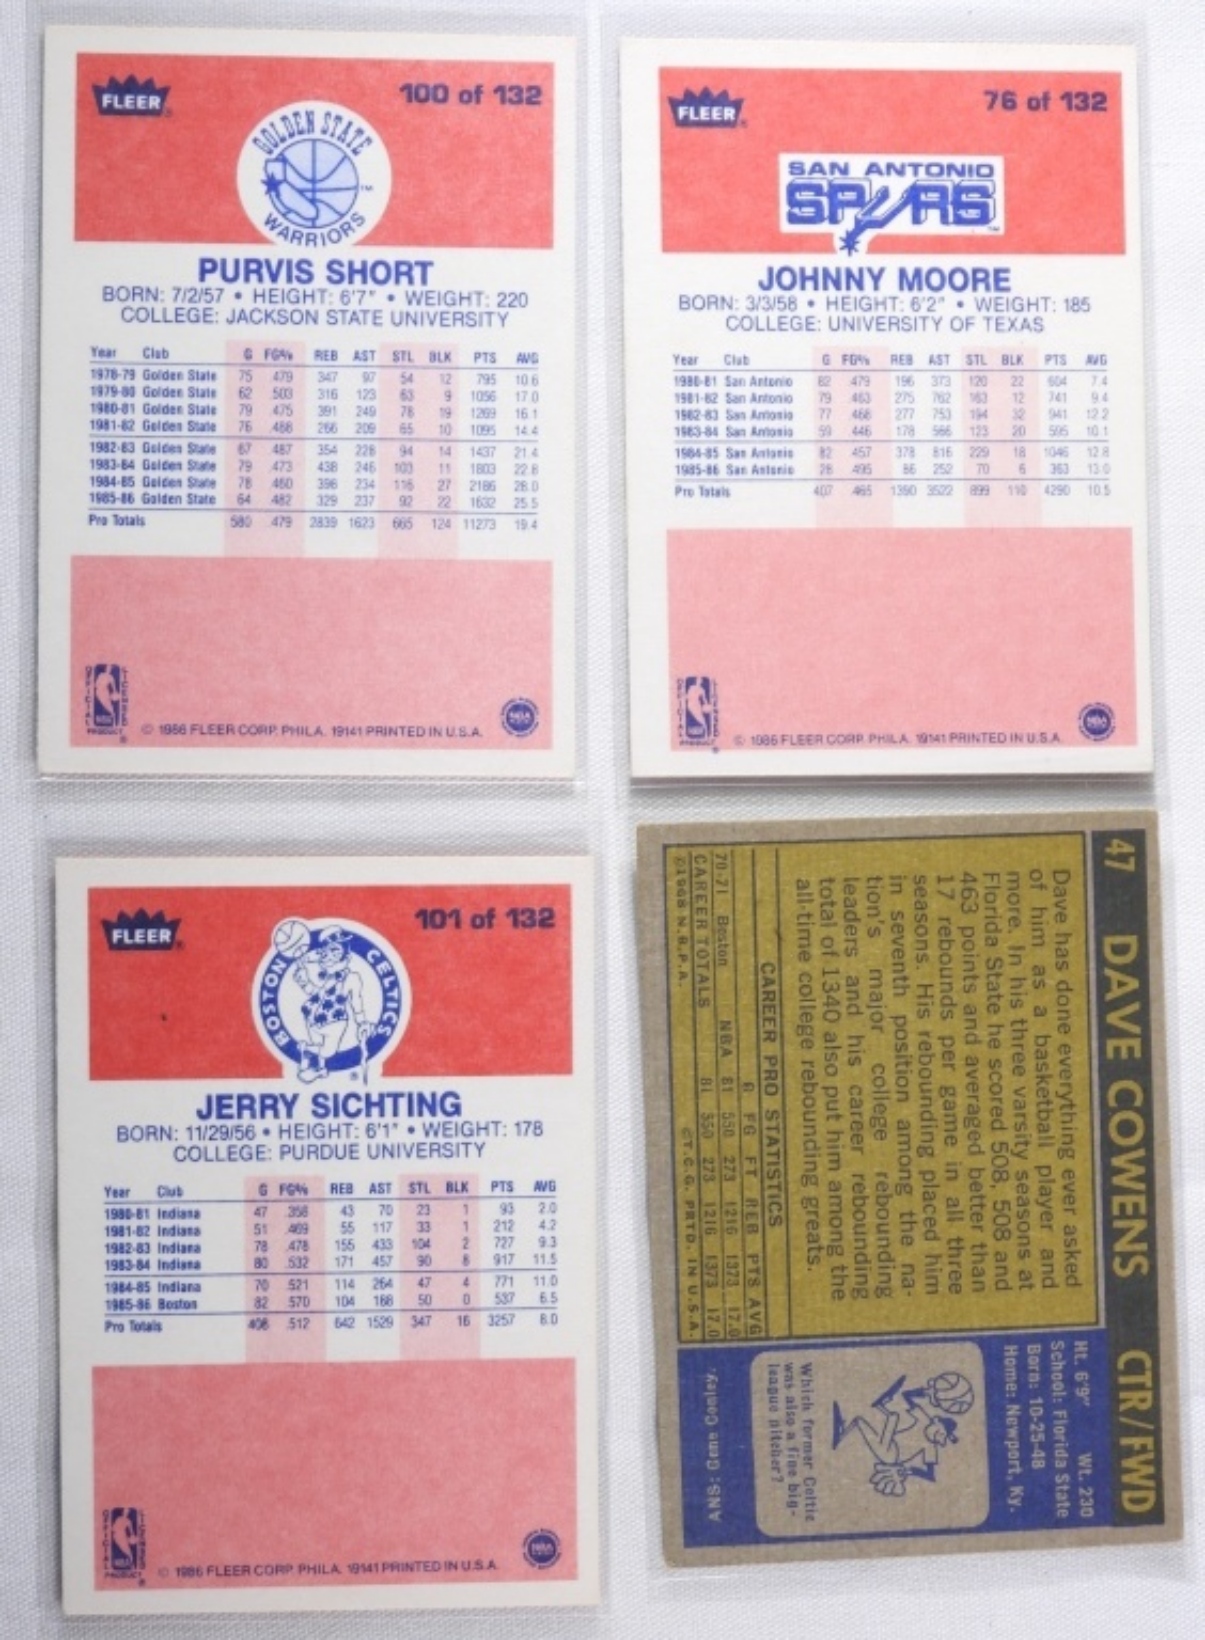 FLEER
100 of 132
GOLDEN STATE
WARRIORS
PURVIS SHORT
BORN: 7/2/57 • HEIGHT: 6'7" • WEIGHT: 220
COLLEGE: JACKSON STATE UNIVERSITY
Year Club G FG% REB AST STL BLK PTS AVG
1978-79 Golden State 75 .479 347 97 54 12 795 10.6
1979-80 Golden State 62 .503 316 123 63 9 1056 17.0
1980-81 Golden State 79 .475 391 249 78 19 1269 16.1
1981-82 Golden State 76 .488 266 209 65 10 1095 14.4
1982-83 Golden State 67 .487 354 228 94 14 1437 21.4
1983-84 Golden State 79 .473 438 246 103 11 1803 22.8
1984-85 Golden State 78 .460 398 234 116 27 2186 28.0
1985-86 Golden State 64 .482 329 237 92 22 1632 25.5
Pro Totals 580 .479 2839 1623 665 124 11273 19.4
OFFICIAL LICENSED
PRODUCT
© 1986 FLEER CORP. PHILA. 19141 PRINTED IN U.S.A.
NBA
FLEER
76 of 132
SAN ANTONIO
SPURS
JOHNNY MOORE
BORN: 3/3/58 • HEIGHT: 6'2" • WEIGHT: 185
COLLEGE: UNIVERSITY OF TEXAS
Year Club G FG% REB AST STL BLK PTS AVG
1980-81 San Antonio 82 .479 196 373 120 22 604 7.4
1981-82 San Antonio 79 .463 275 762 163 12 741 9.4
1982-83 San Antonio 77 .468 277 753 194 32 941 12.2
1983-84 San Antonio 59 .446 178 566 123 20 595 10.1
1984-85 San Antonio 82 .457 378 816 229 18 1046 12.8
1985-86 San Antonio 28 .495 86 252 70 6 363 13.0
Pro Totals 407 .465 1390 3522 899 110 4290 10.5
OFFICIAL LICENSED
PRODUCT
© 1986 FLEER CORP. PHILA. 19141 PRINTED IN U.S.A.
NBA
FLEER
101 of 132
BOSTON CELTICS
JERRY SICHTING
BORN: 11/29/56 • HEIGHT: 6'1" • WEIGHT: 178
COLLEGE: PURDUE UNIVERSITY
Year Club G FG% REB AST STL BLK PTS AVG
1980-81 Indiana 47 .358 43 70 23 1 93 2.0
1981-82 Indiana 51 .469 55 117 33 1 212 4.2
1982-83 Indiana 78 .478 155 433 104 2 727 9.3
1983-84 Indiana 80 .532 171 457 90 8 917 11.5
1984-85 Indiana 70 .521 114 264 47 4 771 11.0
1985-86 Boston 82 .570 104 188 50 0 537 6.5
Pro Totals 408 .512 642 1529 347 16 3257 8.0
OFFICIAL LICENSED
PRODUCT
© 1986 FLEER CORP. PHILA. 19141 PRINTED IN U.S.A.
NBA
47 DAVE COWENS CTR/FWD
Dave has done everything ever asked
of him as a basketball player and
more. In his three varsity seasons at
Florida State he scored 508, 508 and
463 points and averaged better than
17 rebounds per game in all three
seasons. His rebounding placed him
in seventh position among the na-
tion's major college rebounding
leaders and his career rebounding
total of 1340 also put him among the
all-time college rebounding greats.
CAREER PRO STATISTICS
G FG FT REB PTS AVG
70-71 Boston NBA 81 550 273 1216 1373 17.0
CAREER TOTALS 81 550 273 1216 1373 17.0
©1968 N.B.P.A. ©T.C.G. PRTD. IN U.S.A.
Ht. 6'9" Wt. 230
School: Florida State
Born: 10-25-48
Home: Newport, Ky.
Which former Celtic
was also a fine big-
league pitcher?
ANS: Gene Conley.